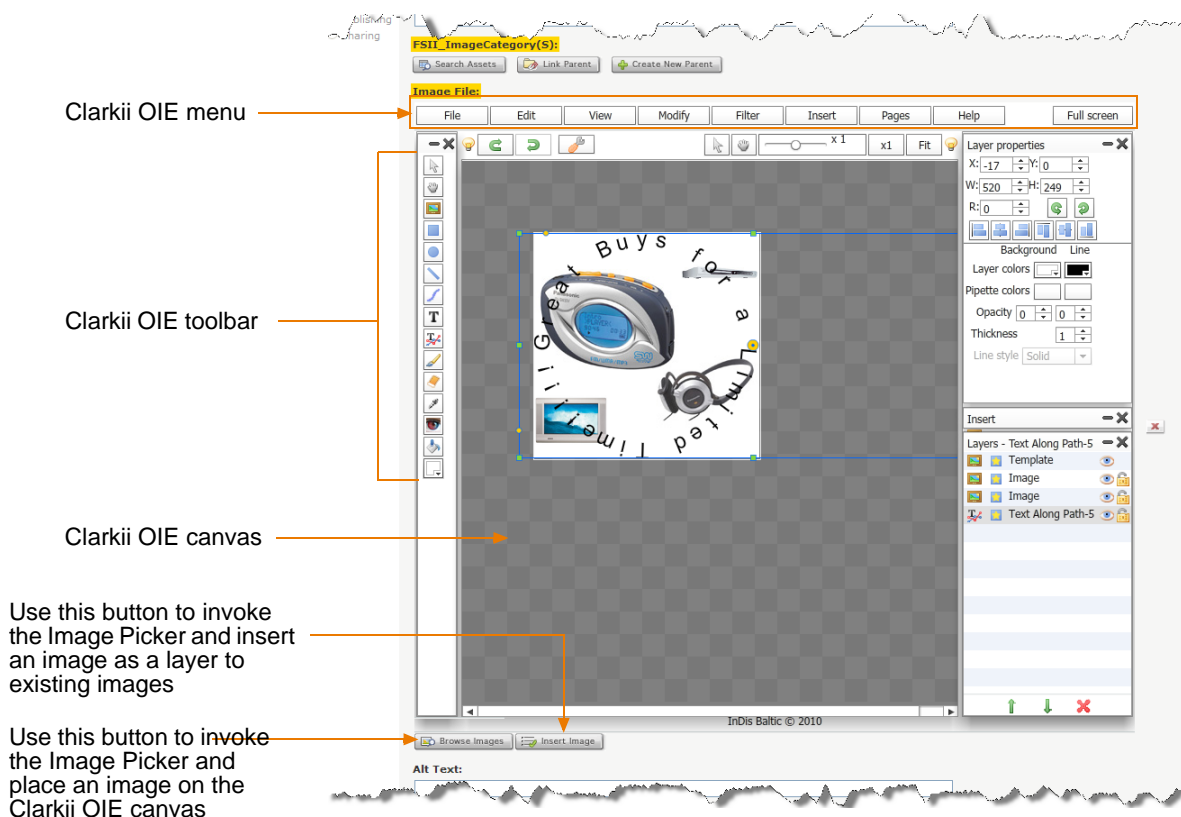 sharing
FSII_ImageCategory(S):
Search Assets Link Parent Create New Parent
Image File:
Clarkii OIE menu
File Edit View Modify Filter Insert Pages Help Full screen
x 1 x1 Fit
Layer properties
X: -17 Y: 0
W: 520 H: 249
R: 0
Background Line
Layer colors
Pipette colors
Opacity 0 0
Thickness 1
Line style Solid
Clarkii OIE toolbar
T
Great Buys for a Limited Time!!!!
Panasonic
Insert
Layers - Text Along Path-5
Template
Image
Image
Text Along Path-5
Clarkii OIE canvas
Use this button to invoke
the Image Picker and insert
an image as a layer to
existing images
InDis Baltic © 2010
Browse Images Insert Image
Use this button to invoke
the Image Picker and
place an image on the
Clarkii OIE canvas
Alt Text: